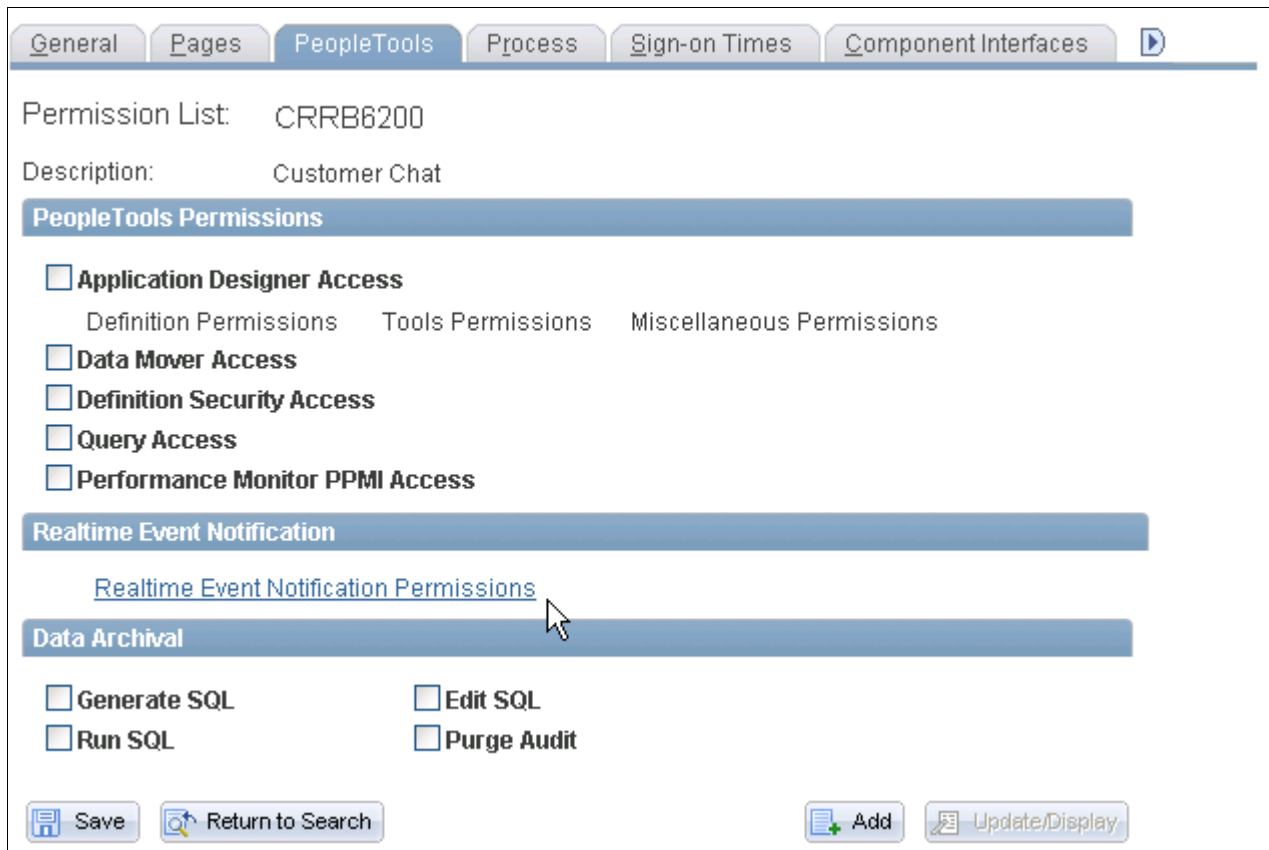 General Pages PeopleTools Process Sign-on Times Component Interfaces
Permission List: CRRB6200
Description: Customer Chat
PeopleTools Permissions
Application Designer Access
Definition Permissions Tools Permissions Miscellaneous Permissions
Data Mover Access
Definition Security Access
Query Access
Performance Monitor PPMI Access
Realtime Event Notification
Realtime Event Notification Permissions
Data Archival
Generate SQL Edit SQL
Run SQL Purge Audit
Save Return to Search Add Update/Display